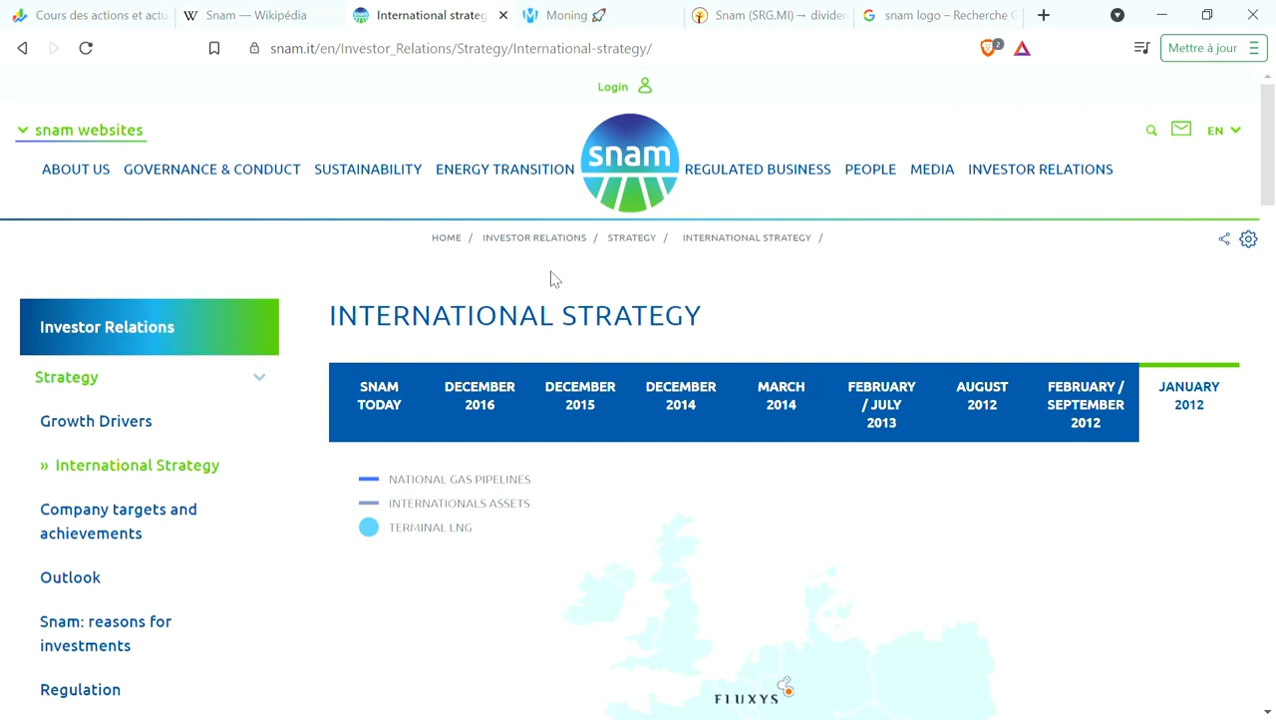 Cours des actions et actu
Snam — Wikipédia
International strateg
Moning
Snam (SRG.MI) → divider
snam logo – Recherche G
snam.it/en/Investor_Relations/Strategy/International-strategy/
2
Mettre à jour
Login
snam websites
EN
snam
ABOUT US
GOVERNANCE & CONDUCT
SUSTAINABILITY
ENERGY TRANSITION
REGULATED BUSINESS
PEOPLE
MEDIA
INVESTOR RELATIONS
HOME / INVESTOR RELATIONS / STRATEGY / INTERNATIONAL STRATEGY /
Investor Relations
Strategy
Growth Drivers
» International Strategy
Company targets and
achievements
Outlook
Snam: reasons for
investments
Regulation
INTERNATIONAL STRATEGY
SNAM
TODAY
DECEMBER
2016
DECEMBER
2015
DECEMBER
2014
MARCH
2014
FEBRUARY
/ JULY
2013
AUGUST
2012
FEBRUARY /
SEPTEMBER
2012
JANUARY
2012
NATIONAL GAS PIPELINES
INTERNATIONALS ASSETS
TERMINAL LNG
FLUXYS